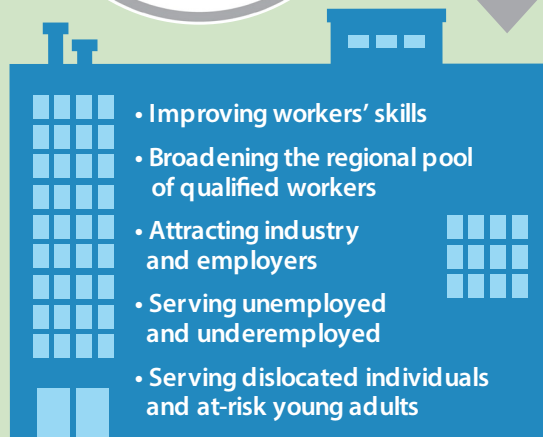 • Improving workers’ skills
• Broadening the regional pool
of qualified workers
• Attracting industry
and employers
• Serving unemployed
and underemployed
• Serving dislocated individuals
and at-risk young adults